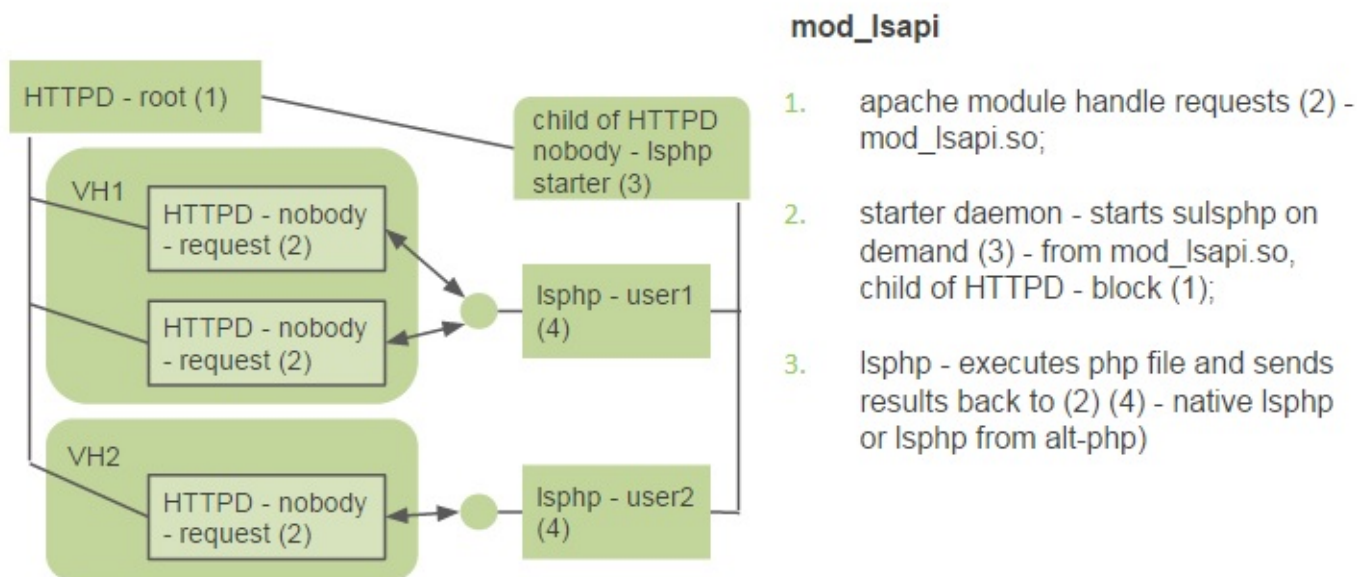 mod_lsapi
HTTPD - root (1)
child of HTTPD
nobody - lsphp
starter (3)
VH1
HTTPD - nobody
- request (2)
HTTPD - nobody
- request (2)
lsphp - user1
(4)
VH2
HTTPD - nobody
- request (2)
lsphp - user2
(4)
1. apache module handle requests (2) -
mod_lsapi.so;
2. starter daemon - starts sulsphp on
demand (3) - from mod_lsapi.so,
child of HTTPD - block (1);
3. lsphp - executes php file and sends
results back to (2) (4) - native lsphp
or lsphp from alt-php)